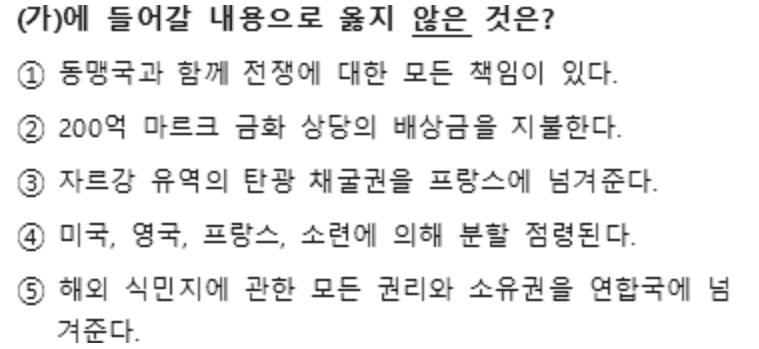 (가)에 들어갈 내용으로 옳지 않은 것은?
① 동맹국과 함께 전쟁에 대한 모든 책임이 있다.
② 200억 마르크 금화 상당의 배상금을 지불한다.
③ 자르강 유역의 탄광 채굴권을 프랑스에 넘겨준다.
④ 미국, 영국, 프랑스, 소련에 의해 분할 점령된다.
⑤ 해외 식민지에 관한 모든 권리와 소유권을 연합국에 넘
겨준다.